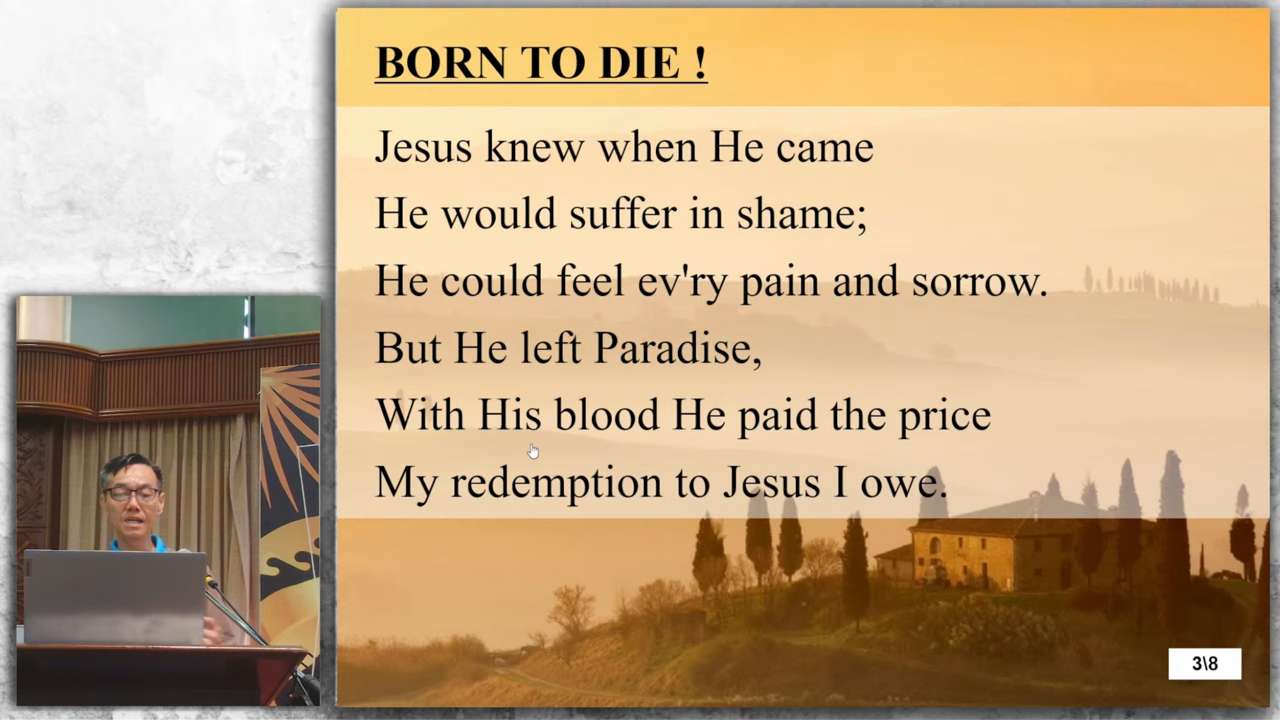 BORN TO DIE !
Jesus knew when He came
He would suffer in shame;
He could feel ev'ry pain and sorrow.
But He left Paradise,
With His blood He paid the price
My redemption to Jesus I owe.
3\8